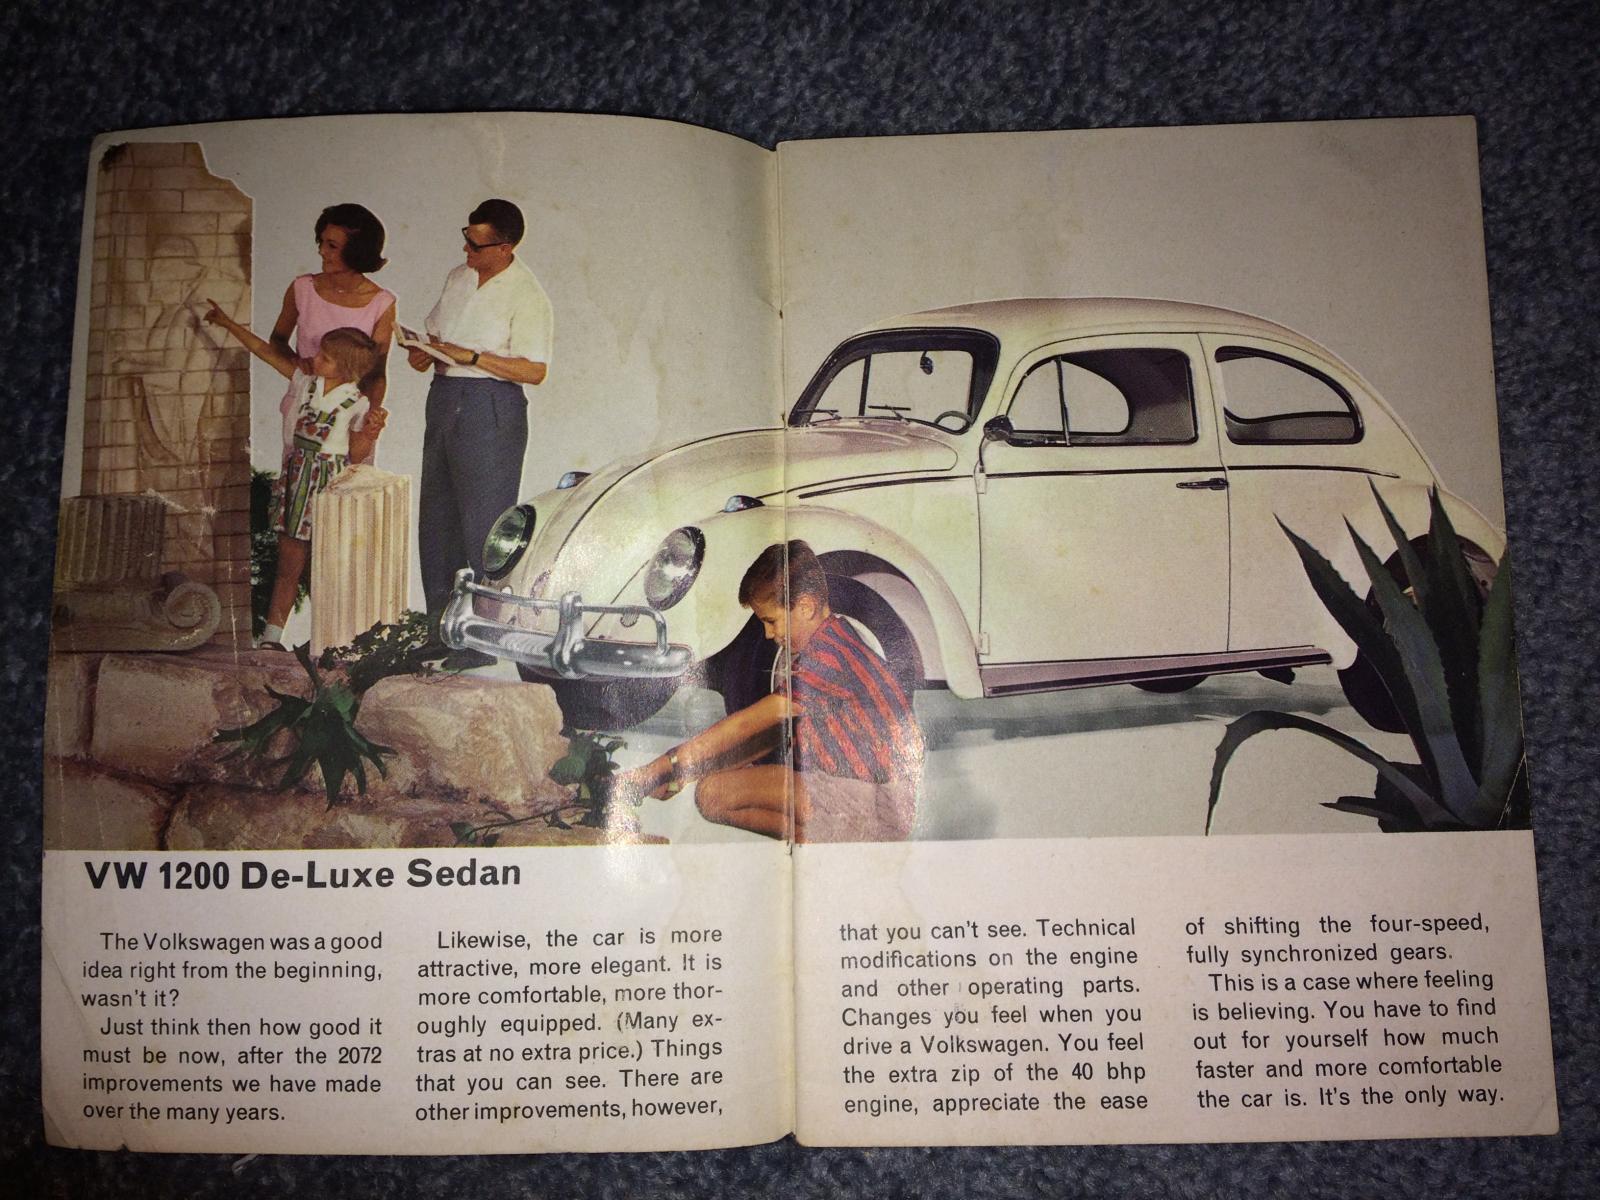 VW 1200 De-Luxe Sedan
The Volkswagen was a good
idea right from the beginning,
wasn't it?
Just think then how good it
must be now, after the 2072
improvements we have made
over the many years.
Likewise, the car is more
attractive, more elegant. It is
more comfortable, more thor-
oughly equipped. (Many ex-
tras at no extra price.) Things
that you can see. There are
other improvements, however,
that you can't see. Technical
modifications on the engine
and other operating parts.
Changes you feel when you
drive a Volkswagen. You feel
the extra zip of the 40 bhp
engine, appreciate the ease
of shifting the four-speed,
fully synchronized gears.
This is a case where feeling
is believing. You have to find
out for yourself how much
faster and more comfortable
the car is. It's the only way.